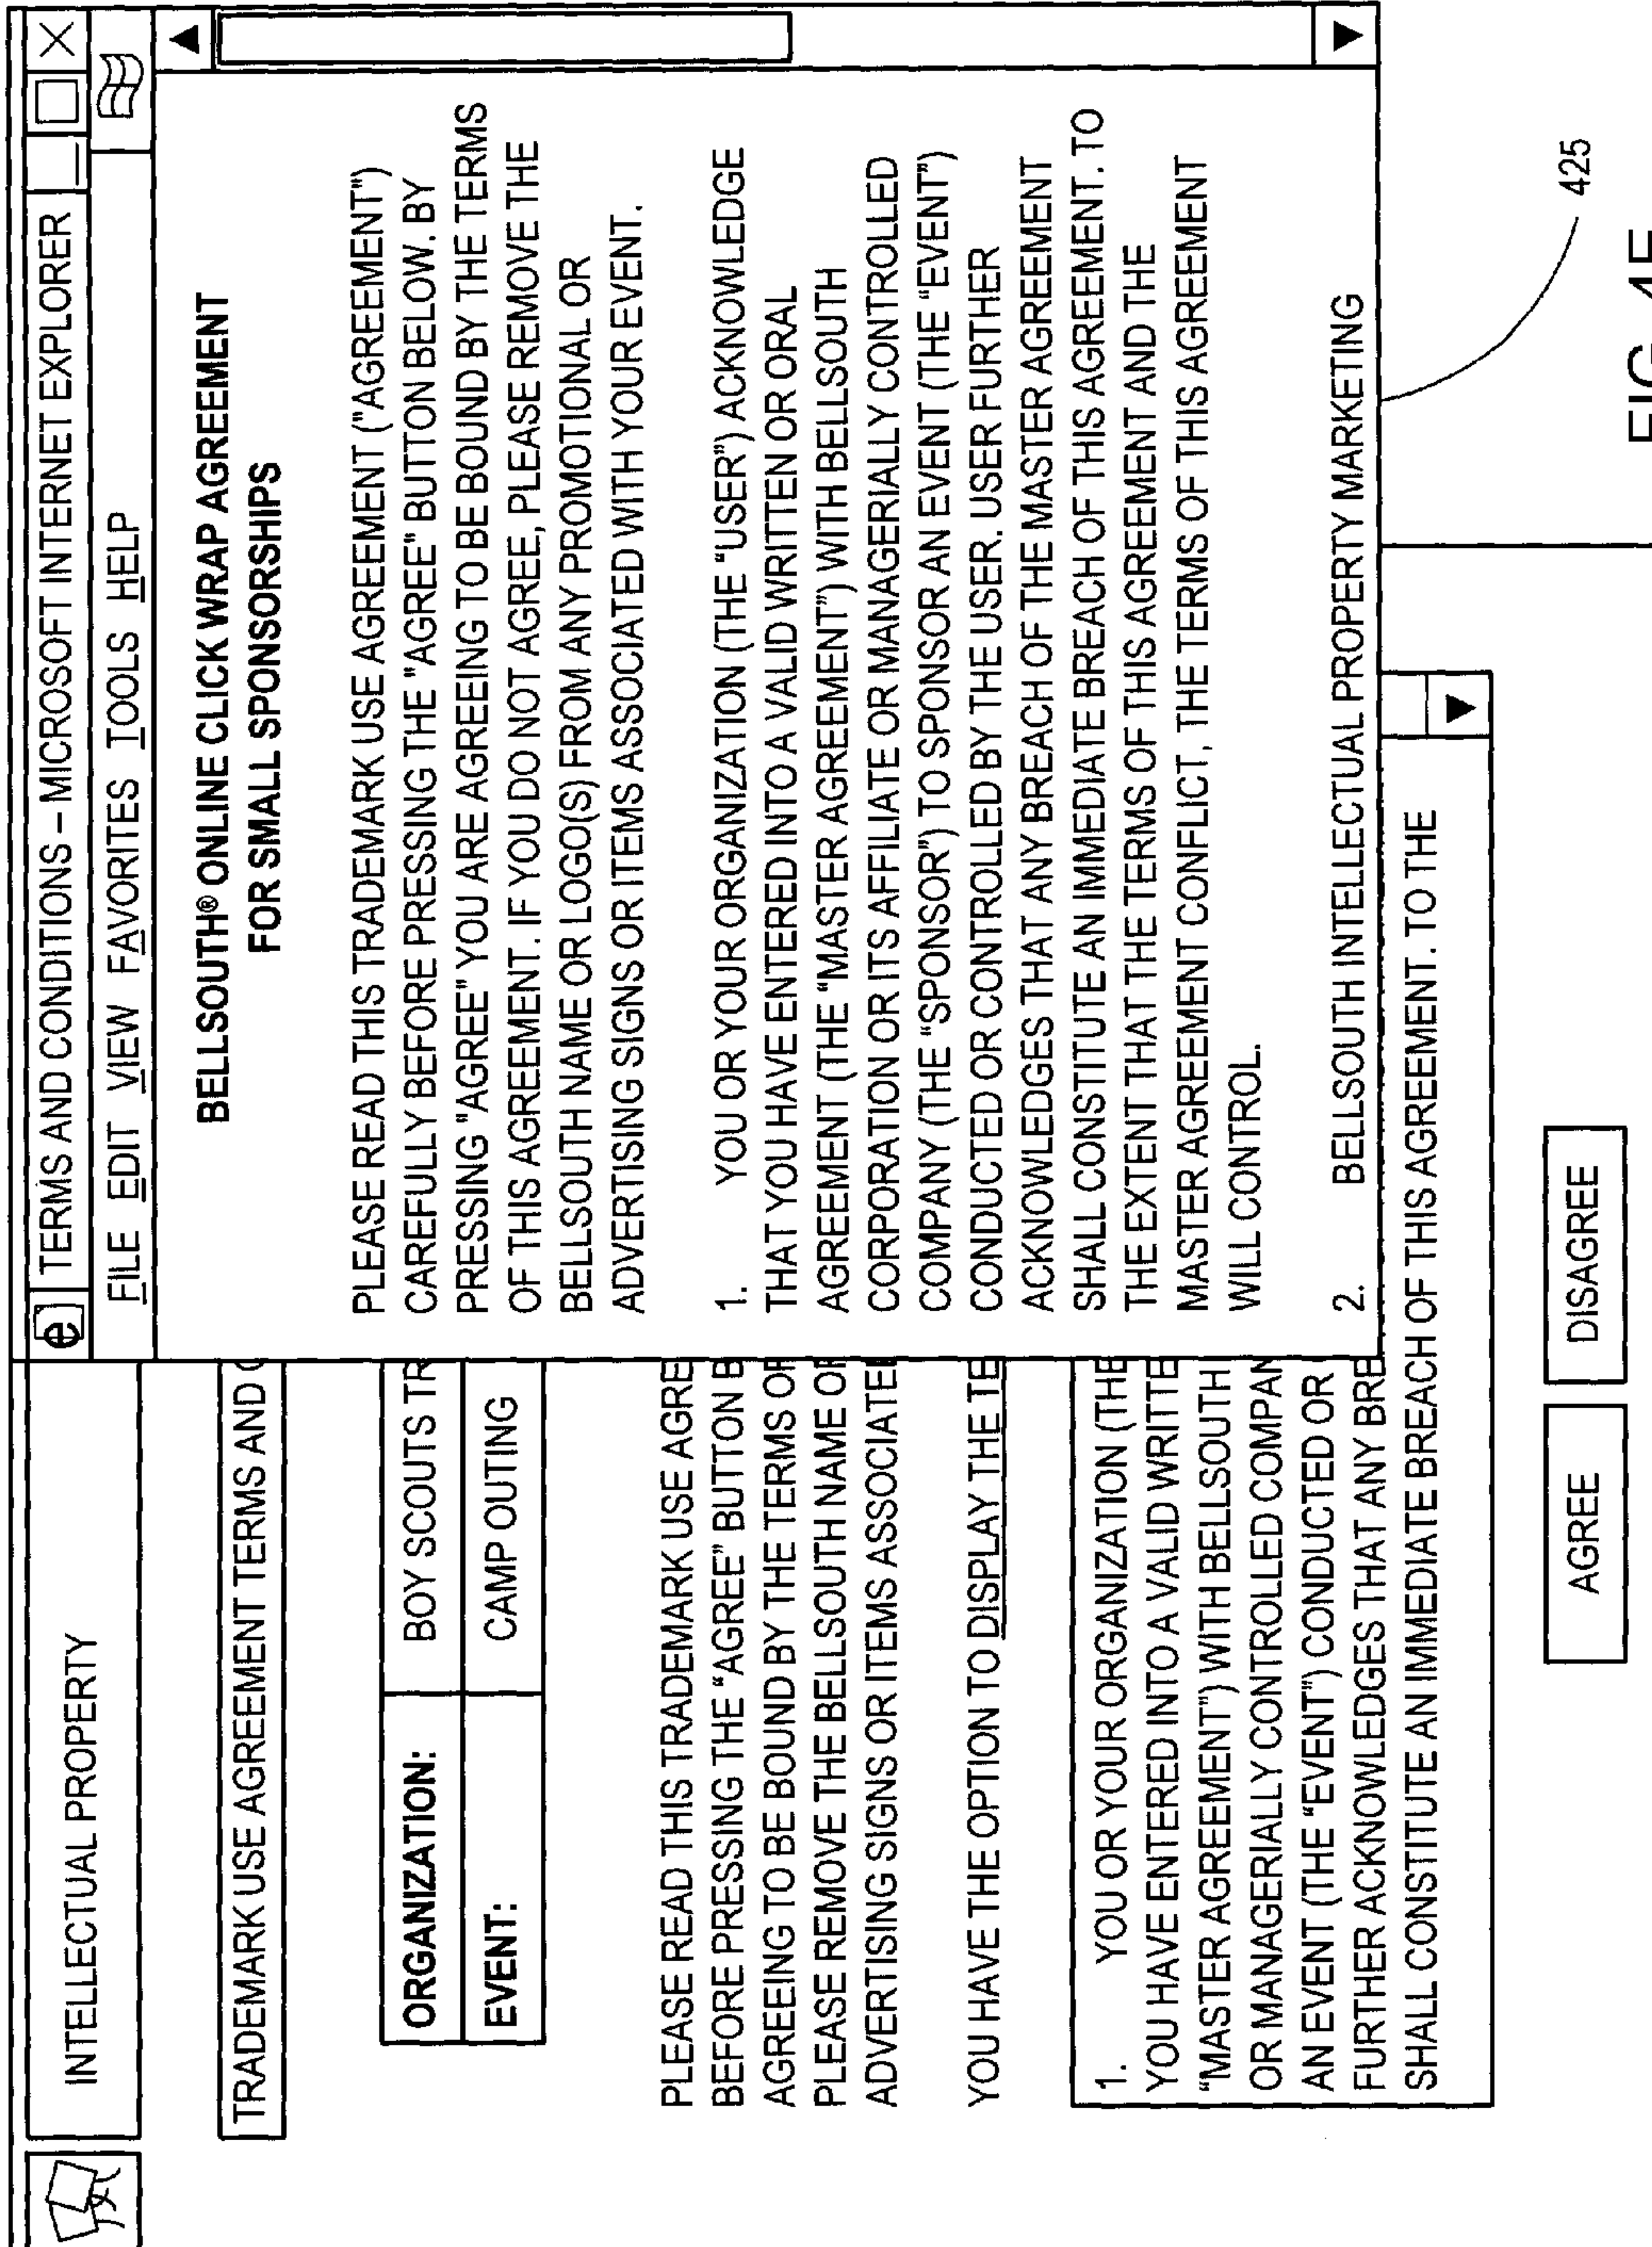 INTELLECTUAL PROPERTY
TRADEMARK USE AGREEMENT TERMS AND
ORGANIZATION: BOY SCOUTS TR
EVENT: CAMP OUTING
PLEASE READ THIS TRADEMARK USE AGRE
BEFORE PRESSING THE "AGREE" BUTTON B
AGREEING TO BE BOUND BY THE TERMS OF
PLEASE REMOVE THE BELLSOUTH NAME OR
ADVERTISING SIGNS OR ITEMS ASSOCIATE
YOU HAVE THE OPTION TO DISPLAY THE TE
1. YOU OR YOUR ORGANIZATION (THE
YOU HAVE ENTERED INTO A VALID WRITTE
"MASTER AGREEMENT") WITH BELLSOUTH
OR MANAGERIALLY CONTROLLED COMPAN
AN EVENT (THE "EVENT") CONDUCTED OR
FURTHER ACKNOWLEDGES THAT ANY BRE
SHALL CONSTITUTE AN IMMEDIATE BREACH OF THIS AGREEMENT. TO THE
AGREE DISAGREE
TERMS AND CONDITIONS – MICROSOFT INTERNET EXPLORER
FILE EDIT VIEW FAVORITES TOOLS HELP
BELLSOUTH® ONLINE CLICK WRAP AGREEMENT
FOR SMALL SPONSORSHIPS
PLEASE READ THIS TRADEMARK USE AGREEMENT ("AGREEMENT")
CAREFULLY BEFORE PRESSING THE "AGREE" BUTTON BELOW. BY
PRESSING "AGREE" YOU ARE AGREEING TO BE BOUND BY THE TERMS
OF THIS AGREEMENT. IF YOU DO NOT AGREE, PLEASE REMOVE THE
BELLSOUTH NAME OR LOGO(S) FROM ANY PROMOTIONAL OR
ADVERTISING SIGNS OR ITEMS ASSOCIATED WITH YOUR EVENT.
1. YOU OR YOUR ORGANIZATION (THE "USER") ACKNOWLEDGE
THAT YOU HAVE ENTERED INTO A VALID WRITTEN OR ORAL
AGREEMENT (THE "MASTER AGREEMENT") WITH BELLSOUTH
CORPORATION OR ITS AFFILIATE OR MANAGERIALLY CONTROLLED
COMPANY (THE "SPONSOR") TO SPONSOR AN EVENT (THE "EVENT")
CONDUCTED OR CONTROLLED BY THE USER. USER FURTHER
ACKNOWLEDGES THAT ANY BREACH OF THE MASTER AGREEMENT
SHALL CONSTITUTE AN IMMEDIATE BREACH OF THIS AGREEMENT. TO
THE EXTENT THAT THE TERMS OF THIS AGREEMENT AND THE
MASTER AGREEMENT CONFLICT, THE TERMS OF THIS AGREEMENT
WILL CONTROL.
2. BELLSOUTH INTELLECTUAL PROPERTY MARKETING
425